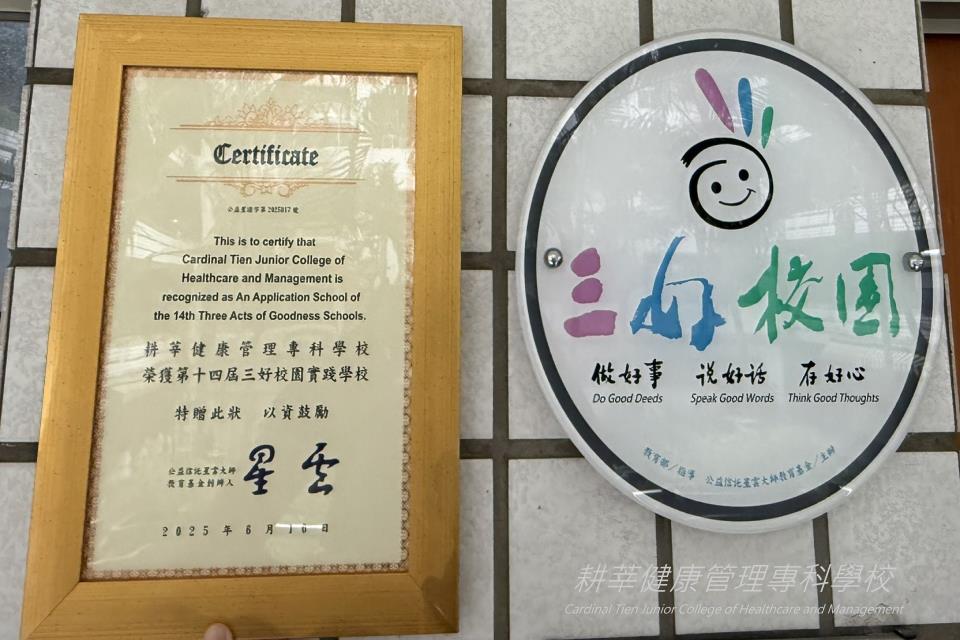 Certificate
公益星證字第2025017號
This is to certify that
Cardinal Tien Junior College of
Healthcare and Management is
recognized as An Application School of
the 14th Three Acts of Goodness Schools.
耕莘健康管理專科學校
榮獲第十四屆三好校園實踐學校
特贈此狀 以資鼓勵
公益信託星雲大師
教育基金創辦人
星雲
2025年6月16日
三好校園
做好事 说好话 存好心
Do Good Deeds Speak Good Words Think Good Thoughts
教育部/指導 公益信託星雲大師教育基金/主辦
耕莘健康管理專科學校
Cardinal Tien Junior College of Healthcare and Management